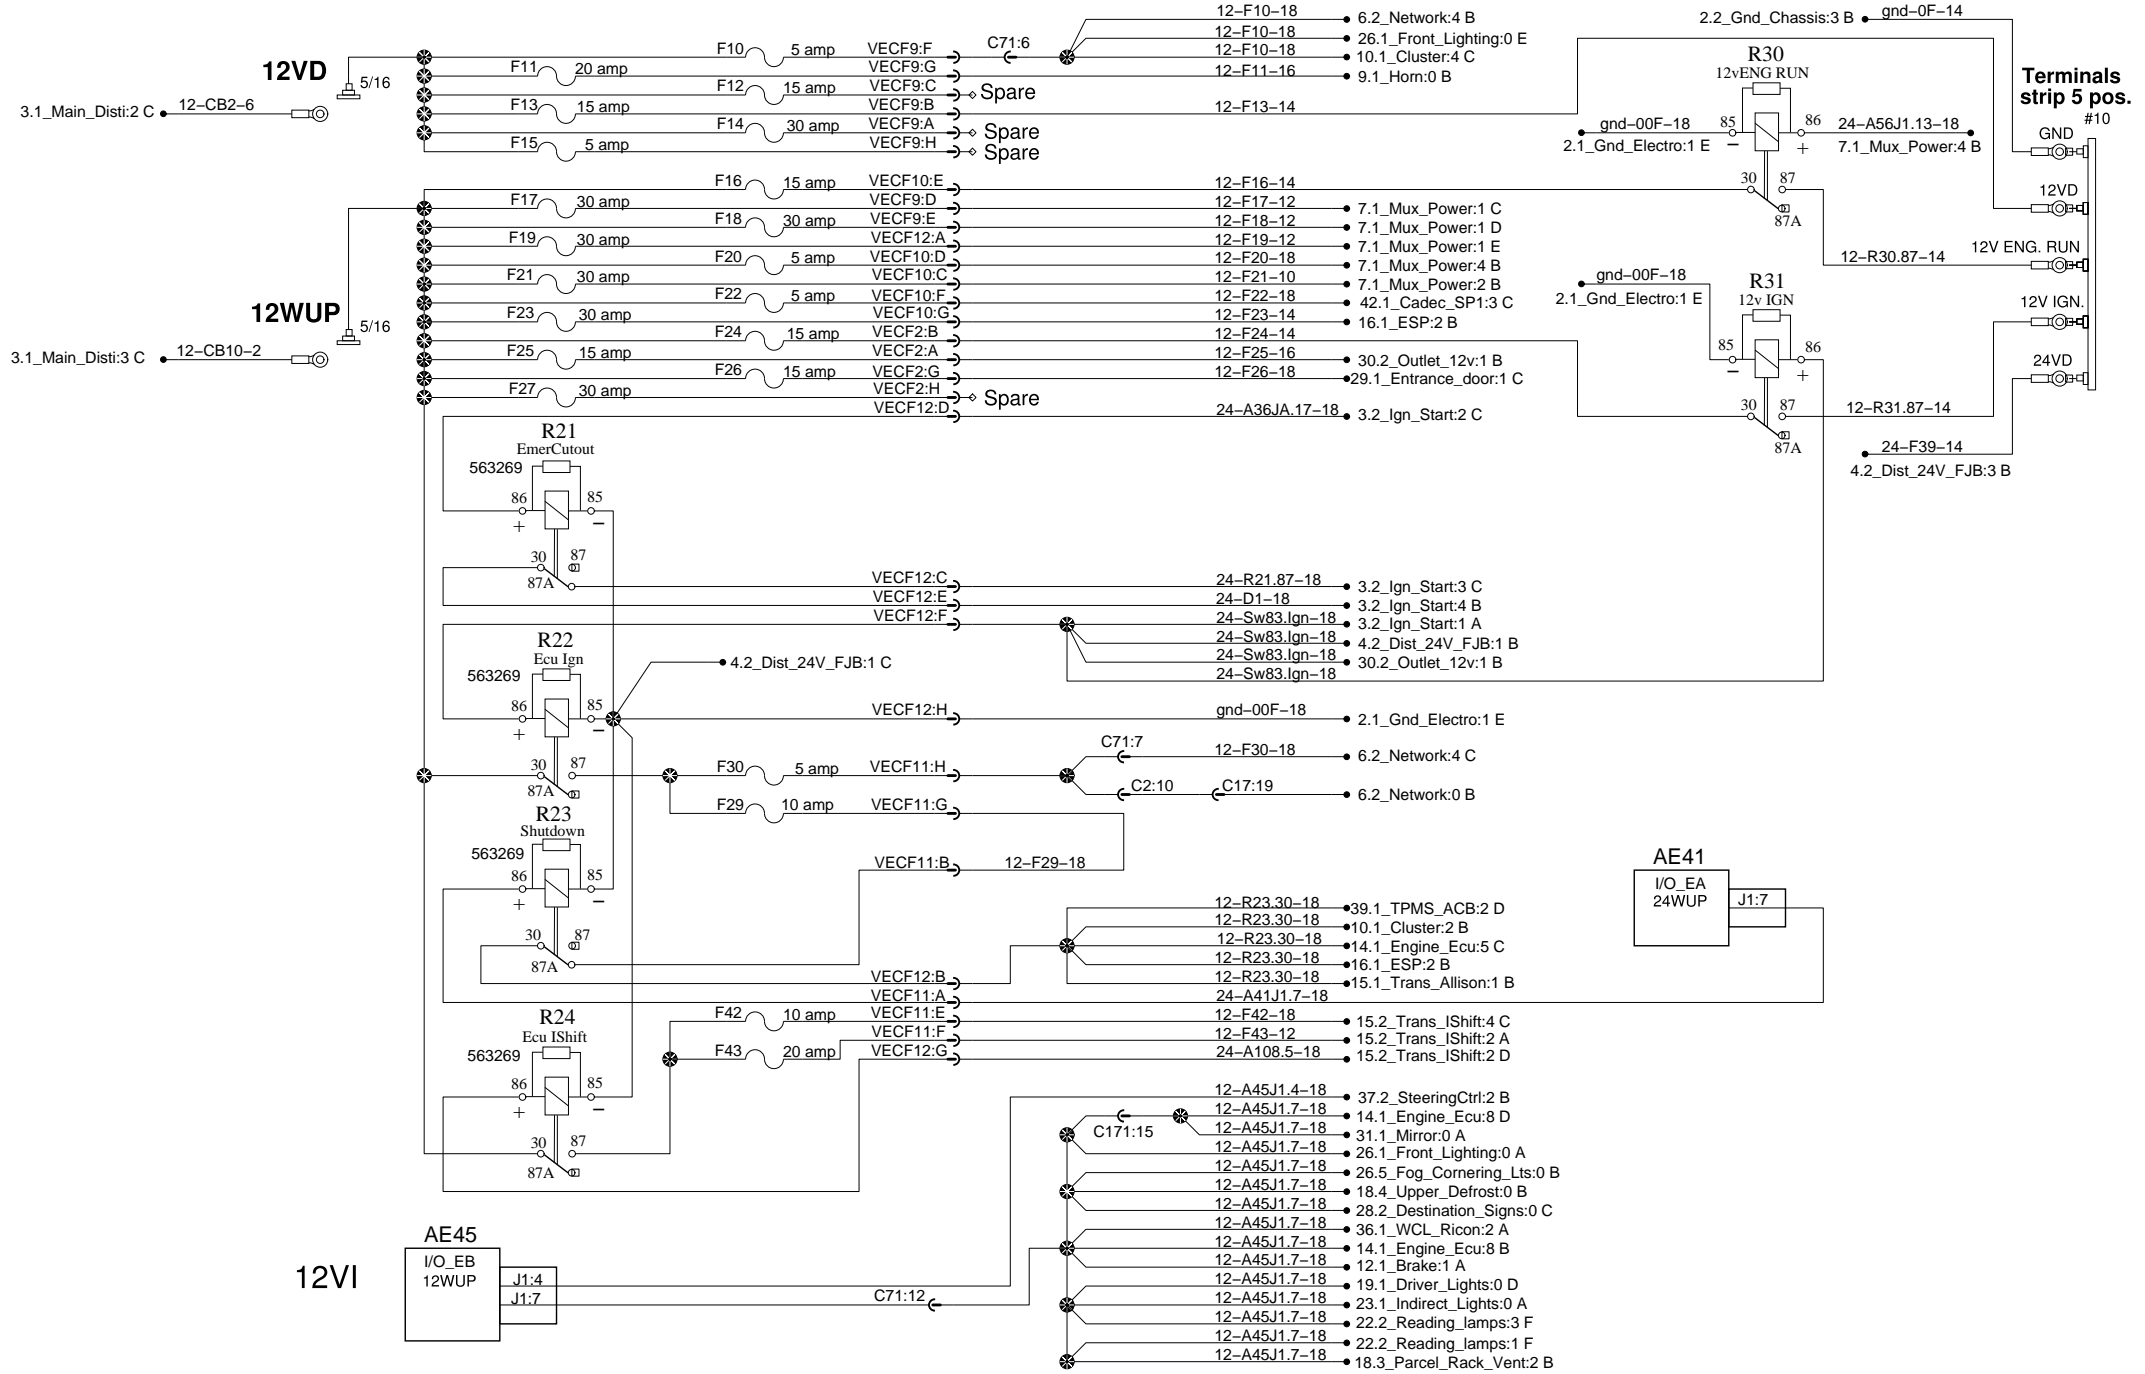 12VD
5/16
3.1_Main_Disti:2 C
12-CB2-6
F10 5 amp VECF9:F C71:6
F11 20 amp VECF9:G
F12 15 amp VECF9:C Spare
F13 15 amp VECF9:B
F14 30 amp VECF9:A Spare
F15 5 amp VECF9:H Spare
12-F10-18 6.2_Network:4 B
12-F10-18 26.1_Front_Lighting:0 E
12-F10-18 10.1_Cluster:4 C
12-F11-16 9.1_Horn:0 B
12-F13-14
2.2_Gnd_Chassis:3 B gnd-0F-14
R30
12vENG RUN
gnd-00F-18 85 86 24-A56J1.13-18
2.1_Gnd_Electro:1 E − + 7.1_Mux_Power:4 B
30 87
87A
Terminals
strip 5 pos.
#10
GND
12VD
12V ENG. RUN
12-R30.87-14
12V IGN.
24VD
12WUP
5/16
3.1_Main_Disti:3 C
12-CB10-2
F16 15 amp VECF10:E 12-F16-14
F17 30 amp VECF9:D 12-F17-12 7.1_Mux_Power:1 C
F18 30 amp VECF9:E 12-F18-12 7.1_Mux_Power:1 D
F19 30 amp VECF12:A 12-F19-12 7.1_Mux_Power:1 E
F20 5 amp VECF10:D 12-F20-18 7.1_Mux_Power:4 B
F21 30 amp VECF10:C 12-F21-10 7.1_Mux_Power:2 B
F22 5 amp VECF10:F 12-F22-18 42.1_Cadec_SP1:3 C
F23 30 amp VECF10:G 12-F23-14 16.1_ESP:2 B
F24 15 amp VECF2:B 12-F24-14
F25 15 amp VECF2:A 12-F25-16 30.2_Outlet_12v:1 B
F26 15 amp VECF2:G 12-F26-18 29.1_Entrance_door:1 C
F27 30 amp VECF2:H Spare
VECF12:D 24-A36JA.17-18 3.2_Ign_Start:2 C
gnd-00F-18
2.1_Gnd_Electro:1 E
R31
12v IGN
85 86
− +
30 87
87A
12-R31.87-14
24-F39-14
4.2_Dist_24V_FJB:3 B
R21
EmerCutout
563269
86 85
+ −
30 87
87A
VECF12:C 24-R21.87-18 3.2_Ign_Start:3 C
VECF12:E 24-D1-18 3.2_Ign_Start:4 B
VECF12:F 24-Sw83.Ign-18 3.2_Ign_Start:1 A
24-Sw83.Ign-18 4.2_Dist_24V_FJB:1 B
24-Sw83.Ign-18 30.2_Outlet_12v:1 B
24-Sw83.Ign-18
R22
Ecu Ign
563269
4.2_Dist_24V_FJB:1 C
86 85
+ −
VECF12:H gnd-00F-18 2.1_Gnd_Electro:1 E
30 87
87A
F30 5 amp VECF11:H
C71:7 12-F30-18 6.2_Network:4 C
C2:10 C17:19 6.2_Network:0 B
F29 10 amp VECF11:G
R23
Shutdown
563269
86 85
+ −
30 87
87A
VECF11:B 12-F29-18
AE41
I/O_EA
24WUP
J1:7
12-R23.30-18 39.1_TPMS_ACB:2 D
12-R23.30-18 10.1_Cluster:2 B
12-R23.30-18 14.1_Engine_Ecu:5 C
12-R23.30-18 16.1_ESP:2 B
VECF12:B 12-R23.30-18 15.1_Trans_Allison:1 B
VECF11:A 24-A41J1.7-18
R24
Ecu IShift
563269
86 85
+ −
30 87
87A
F42 10 amp VECF11:E 12-F42-18 15.2_Trans_IShift:4 C
F43 20 amp VECF11:F 12-F43-12 15.2_Trans_IShift:2 A
VECF12:G 24-A108.5-18 15.2_Trans_IShift:2 D
12-A45J1.4-18 37.2_SteeringCtrl:2 B
C171:15
12-A45J1.7-18 14.1_Engine_Ecu:8 D
12-A45J1.7-18 31.1_Mirror:0 A
12-A45J1.7-18 26.1_Front_Lighting:0 A
12-A45J1.7-18 26.5_Fog_Cornering_Lts:0 B
12-A45J1.7-18 18.4_Upper_Defrost:0 B
12-A45J1.7-18 28.2_Destination_Signs:0 C
12-A45J1.7-18 36.1_WCL_Ricon:2 A
12-A45J1.7-18 14.1_Engine_Ecu:8 B
12-A45J1.7-18 12.1_Brake:1 A
12-A45J1.7-18 19.1_Driver_Lights:0 D
12-A45J1.7-18 23.1_Indirect_Lights:0 A
12-A45J1.7-18 22.2_Reading_lamps:3 F
12-A45J1.7-18 22.2_Reading_lamps:1 F
12-A45J1.7-18 18.3_Parcel_Rack_Vent:2 B
12VI
AE45
I/O_EB
12WUP
J1:4
J1:7
C71:12